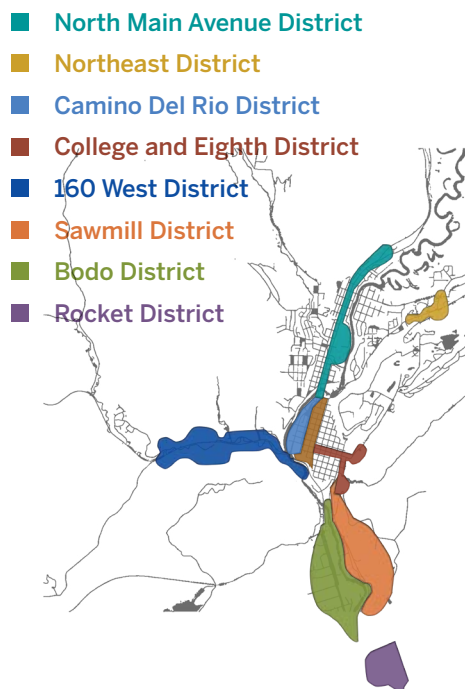 North Main Avenue District
Northeast District
Camino Del Rio District
College and Eighth District
160 West District
Sawmill District
Bodo District
Rocket District